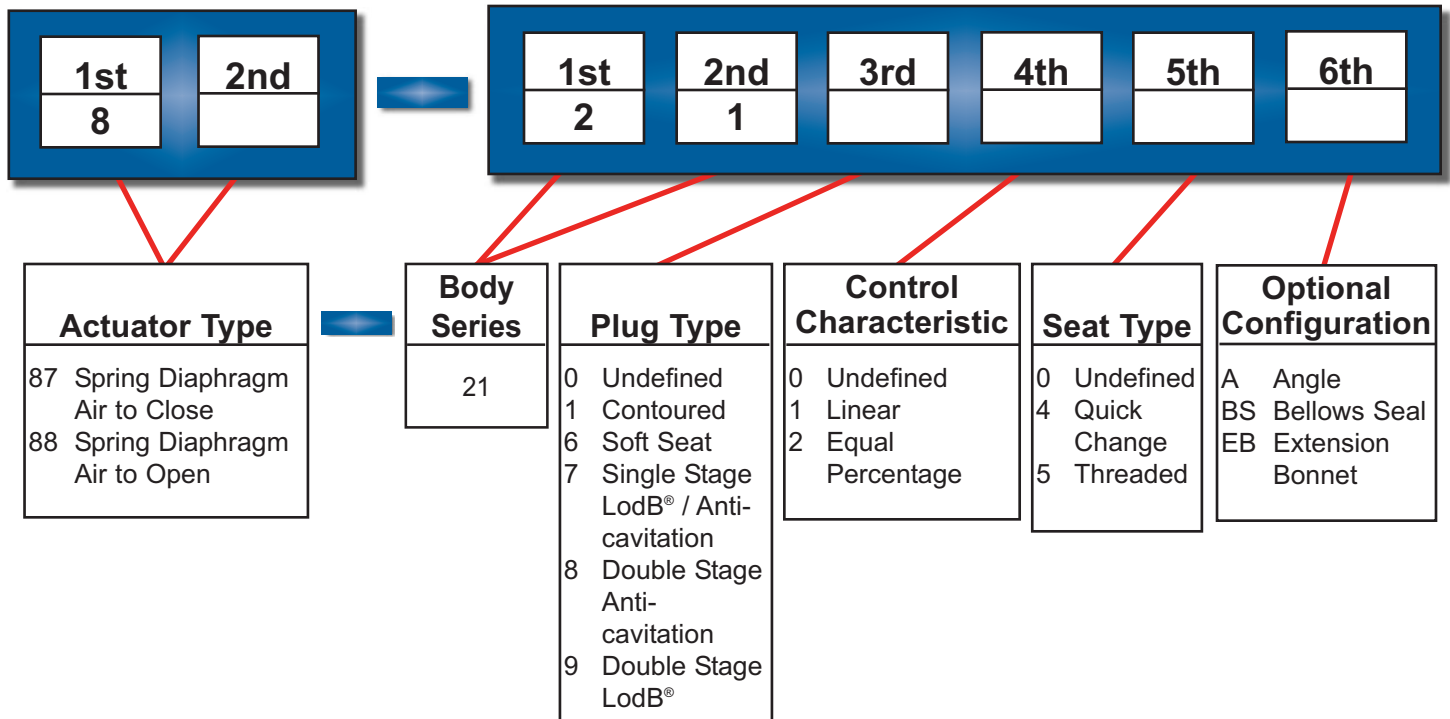 1st 2nd 1st 2nd 3rd 4th 5th 6th
8 2 1
Actuator Type
87 Spring Diaphragm
Air to Close
88 Spring Diaphragm
Air to Open
Body
Series
21
Plug Type
0 Undefined
1 Contoured
6 Soft Seat
7 Single Stage
LodB® / Anti-
cavitation
8 Double Stage
Anti-
cavitation
9 Double Stage
LodB®
Control
Characteristic
0 Undefined
1 Linear
2 Equal
Percentage
Seat Type
0 Undefined
4 Quick
Change
5 Threaded
Optional
Configuration
A Angle
BS Bellows Seal
EB Extension
Bonnet